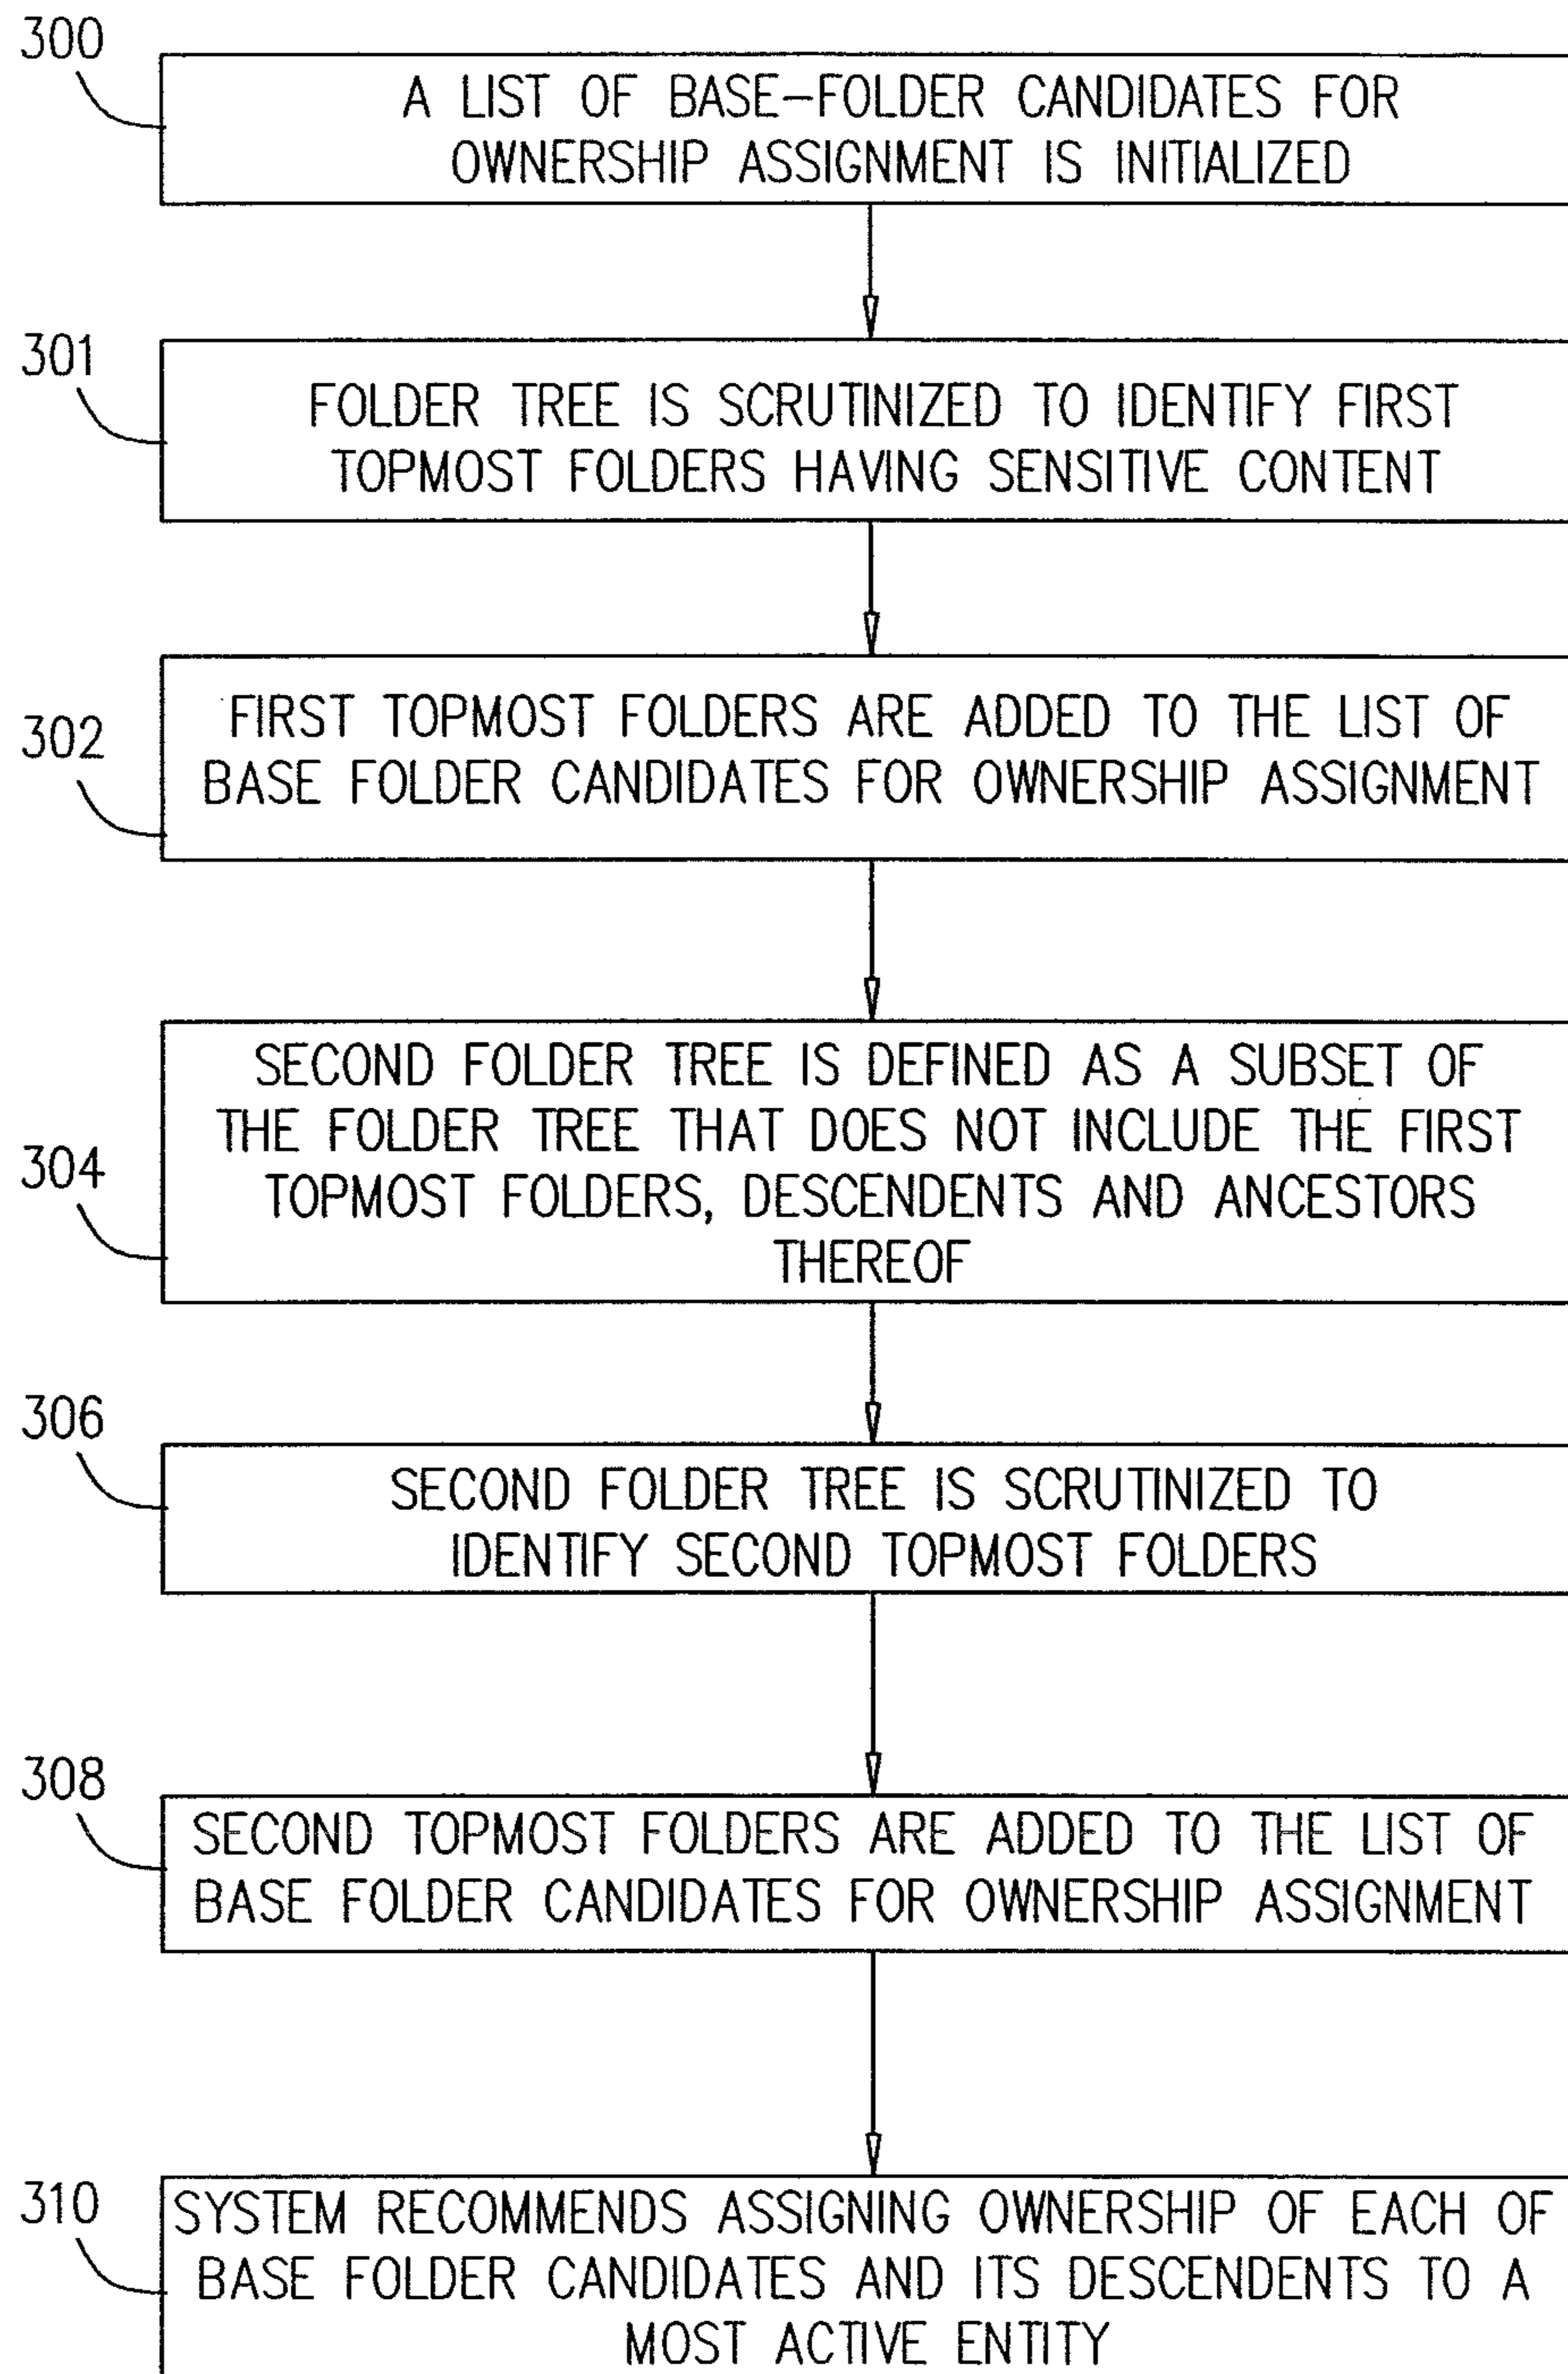 300
A LIST OF BASE-FOLDER CANDIDATES FOR
OWNERSHIP ASSIGNMENT IS INITIALIZED
301
FOLDER TREE IS SCRUTINIZED TO IDENTIFY FIRST
TOPMOST FOLDERS HAVING SENSITIVE CONTENT
302
FIRST TOPMOST FOLDERS ARE ADDED TO THE LIST OF
BASE FOLDER CANDIDATES FOR OWNERSHIP ASSIGNMENT
304
SECOND FOLDER TREE IS DEFINED AS A SUBSET OF
THE FOLDER TREE THAT DOES NOT INCLUDE THE FIRST
TOPMOST FOLDERS, DESCENDENTS AND ANCESTORS
THEREOF
306
SECOND FOLDER TREE IS SCRUTINIZED TO
IDENTIFY SECOND TOPMOST FOLDERS
308
SECOND TOPMOST FOLDERS ARE ADDED TO THE LIST OF
BASE FOLDER CANDIDATES FOR OWNERSHIP ASSIGNMENT
310
SYSTEM RECOMMENDS ASSIGNING OWNERSHIP OF EACH OF
BASE FOLDER CANDIDATES AND ITS DESCENDENTS TO A
MOST ACTIVE ENTITY